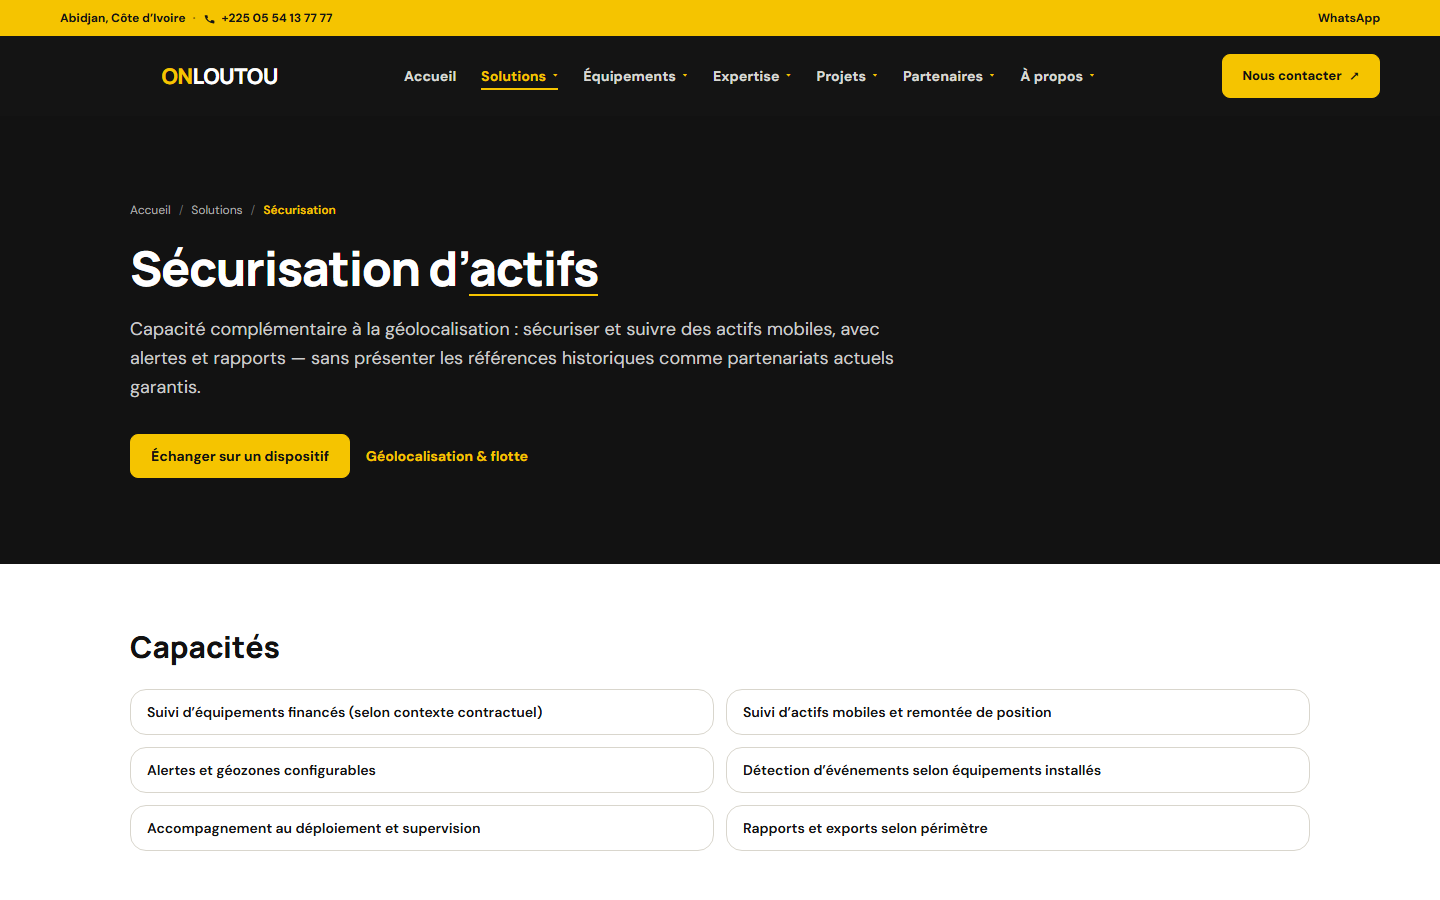 Abidjan, Côte d’Ivoire · +225 05 54 13 77 77
WhatsApp
ONLOUTOU
Accueil Solutions Équipements Expertise Projets Partenaires À propos
Nous contacter ↗
Accueil / Solutions / Sécurisation
Sécurisation d’actifs
Capacité complémentaire à la géolocalisation : sécuriser et suivre des actifs mobiles, avec
alertes et rapports — sans présenter les références historiques comme partenariats actuels
garantis.
Échanger sur un dispositif
Géolocalisation & flotte
Capacités
Suivi d’équipements financés (selon contexte contractuel)
Suivi d’actifs mobiles et remontée de position
Alertes et géozones configurables
Détection d’événements selon équipements installés
Accompagnement au déploiement et supervision
Rapports et exports selon périmètre